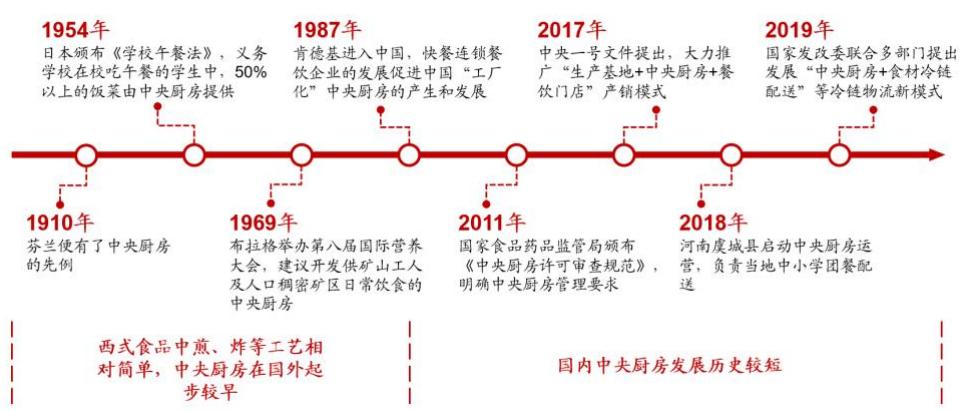 1954年
日本颁布《学校午餐法》，义务
学校在校吃午餐的学生中，50%
以上的饭菜由中央厨房提供
1987年
肯德基进入中国，快餐连锁餐
饮企业的发展促进中国“工厂
化”中央厨房的产生和发展
2017年
中央一号文件提出，大力推
广“生产基地+中央厨房+餐
饮门店”产销模式
2019年
国家发改委联合多部门提出
发展“中央厨房+食材冷链
配送”等冷链物流新模式
1910年
芬兰便有了中央厨房
的先例
1969年
布拉格举办第八届国际营养
大会，建议开发供矿山工人
及人口稠密矿区日常饮食的
中央厨房
2011年
国家食品药品监管局颁布
《中央厨房许可审查规范》，
明确中央厨房管理要求
2018年
河南虞城县启动中央厨房运
营，负责当地中小学团餐配
送
西式食品中煎、炸等工艺相
对简单，中央厨房在国外起
步较早
国内中央厨房发展历史较短